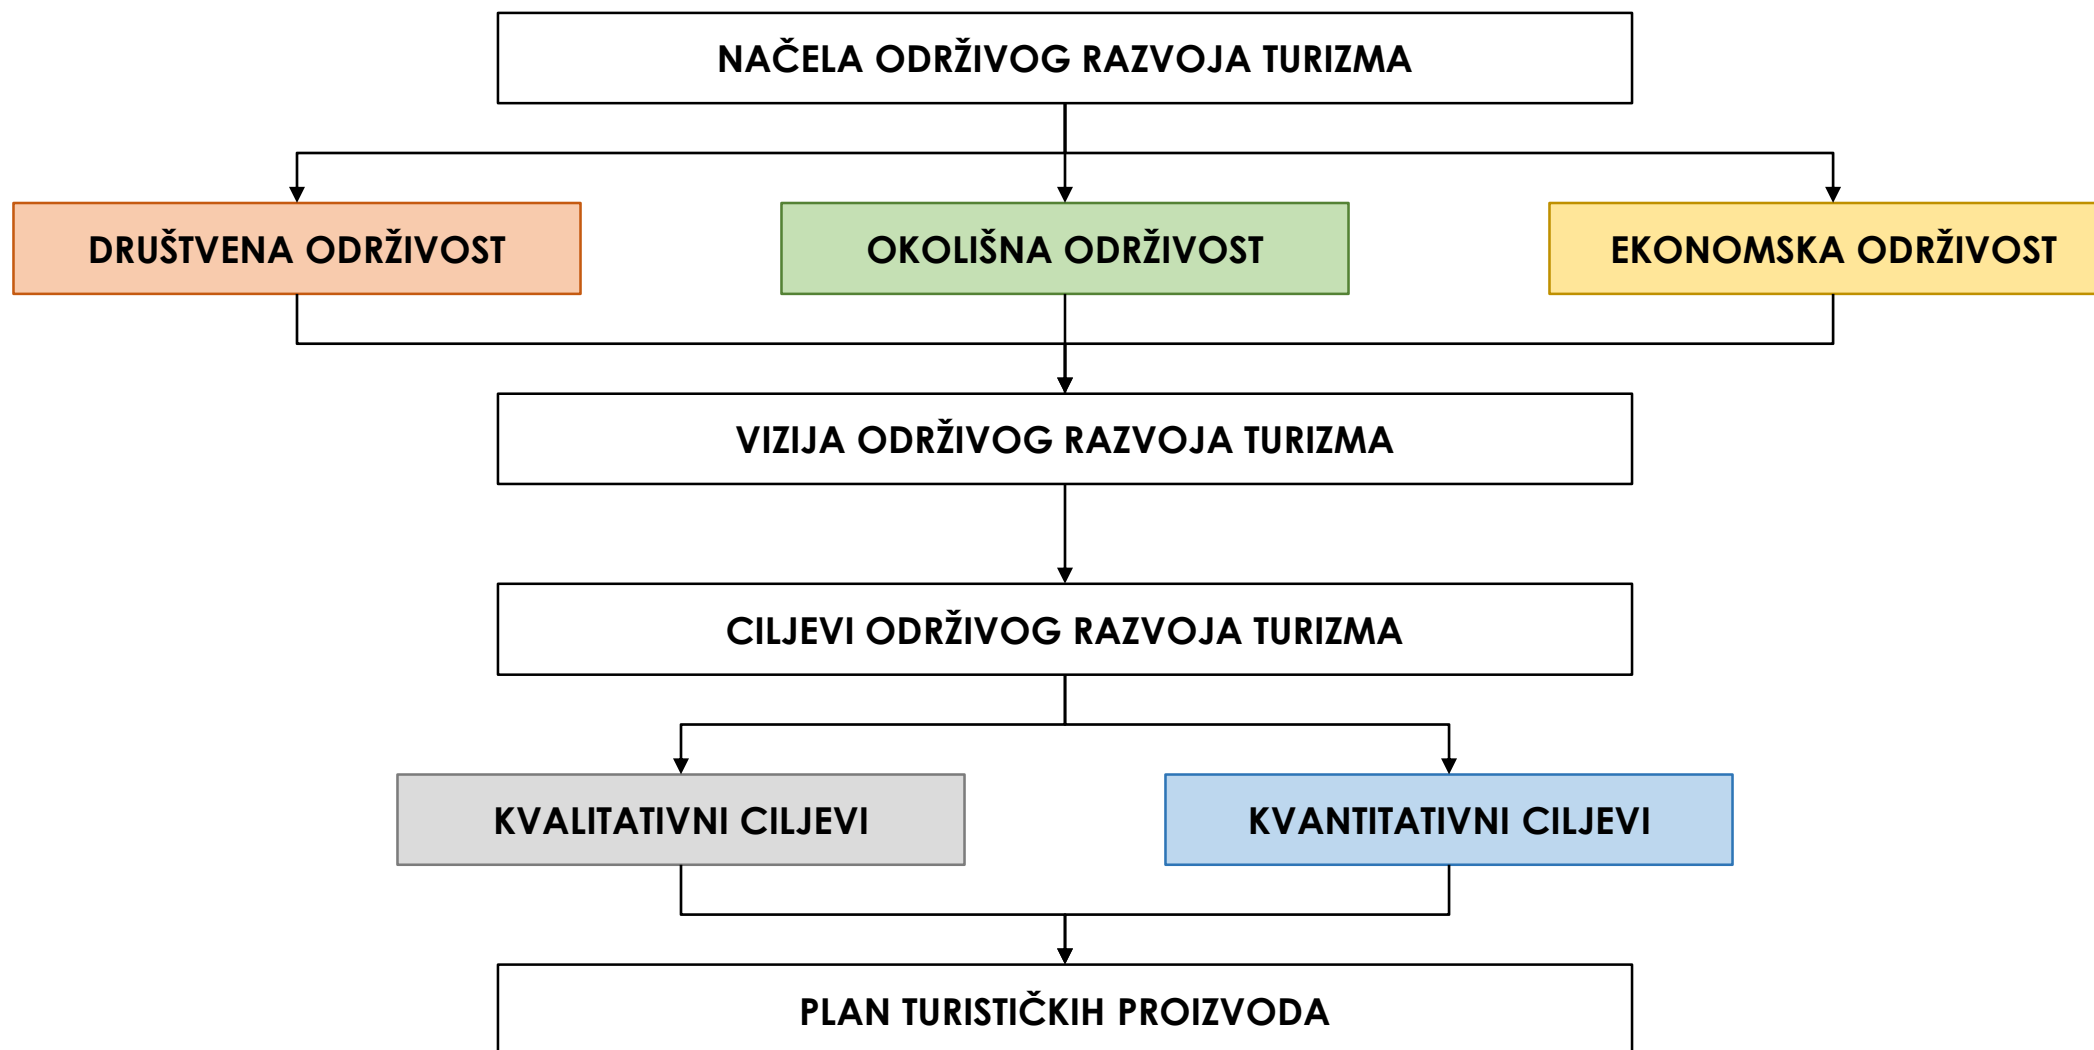 NAČELA ODRŽIVOG RAZVOJA TURIZMA
DRUŠTVENA ODRŽIVOST
OKOLIŠNA ODRŽIVOST
EKONOMSKA ODRŽIVOST
VIZIJA ODRŽIVOG RAZVOJA TURIZMA
CILJEVI ODRŽIVOG RAZVOJA TURIZMA
KVALITATIVNI CILJEVI
KVANTITATIVNI CILJEVI
PLAN TURISTIČKIH PROIZVODA